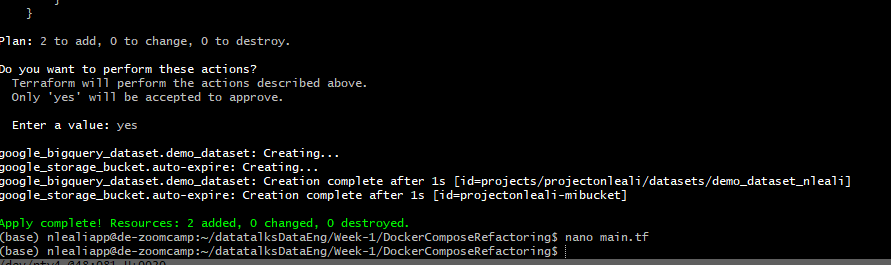 }
}
Plan: 2 to add, 0 to change, 0 to destroy.
Do you want to perform these actions?
Terraform will perform the actions described above.
Only 'yes' will be accepted to approve.
Enter a value: yes
google_bigquery_dataset.demo_dataset: Creating...
google_storage_bucket.auto-expire: Creating...
google_bigquery_dataset.demo_dataset: Creation complete after 1s [id=projects/projectonleali/datasets/demo_dataset_nleali]
google_storage_bucket.auto-expire: Creation complete after 1s [id=projectonleali-mibucket]
Apply complete! Resources: 2 added, 0 changed, 0 destroyed.
(base) nlealiapp@de-zoomcamp:~/datatalksDataEng/Week-1/DockerComposeRefactoring$ nano main.tf
(base) nlealiapp@de-zoomcamp:~/datatalksDataEng/Week-1/DockerComposeRefactoring$